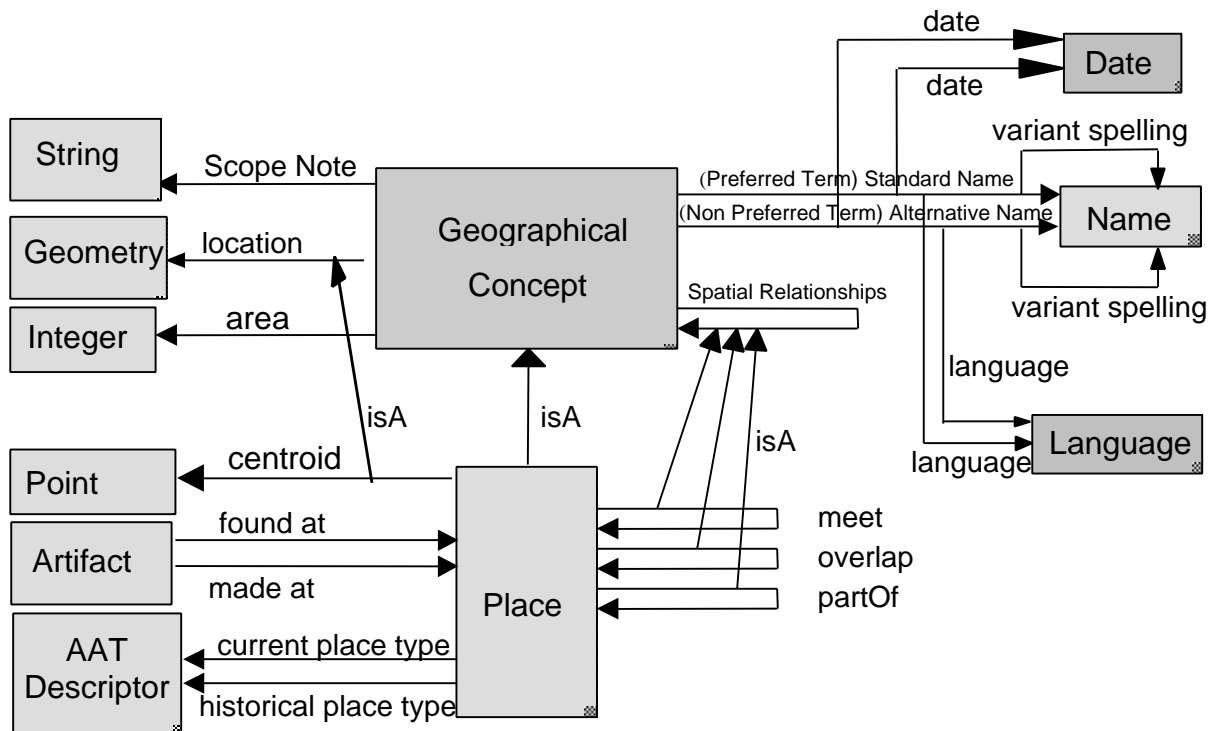 date
Date
date
variant spelling
String
Scope Note
(Preferred Term) Standard Name
Geographical
Concept
(Non Preferred Term) Alternative Name
Name
Geometry
location
Spatial Relationships
variant spelling
Integer
area
language
isA
isA
isA
Language
language
Point
centroid
found at
meet
Artifact
overlap
made at
Place
partOf
AAT
Descriptor
current place type
historical place type